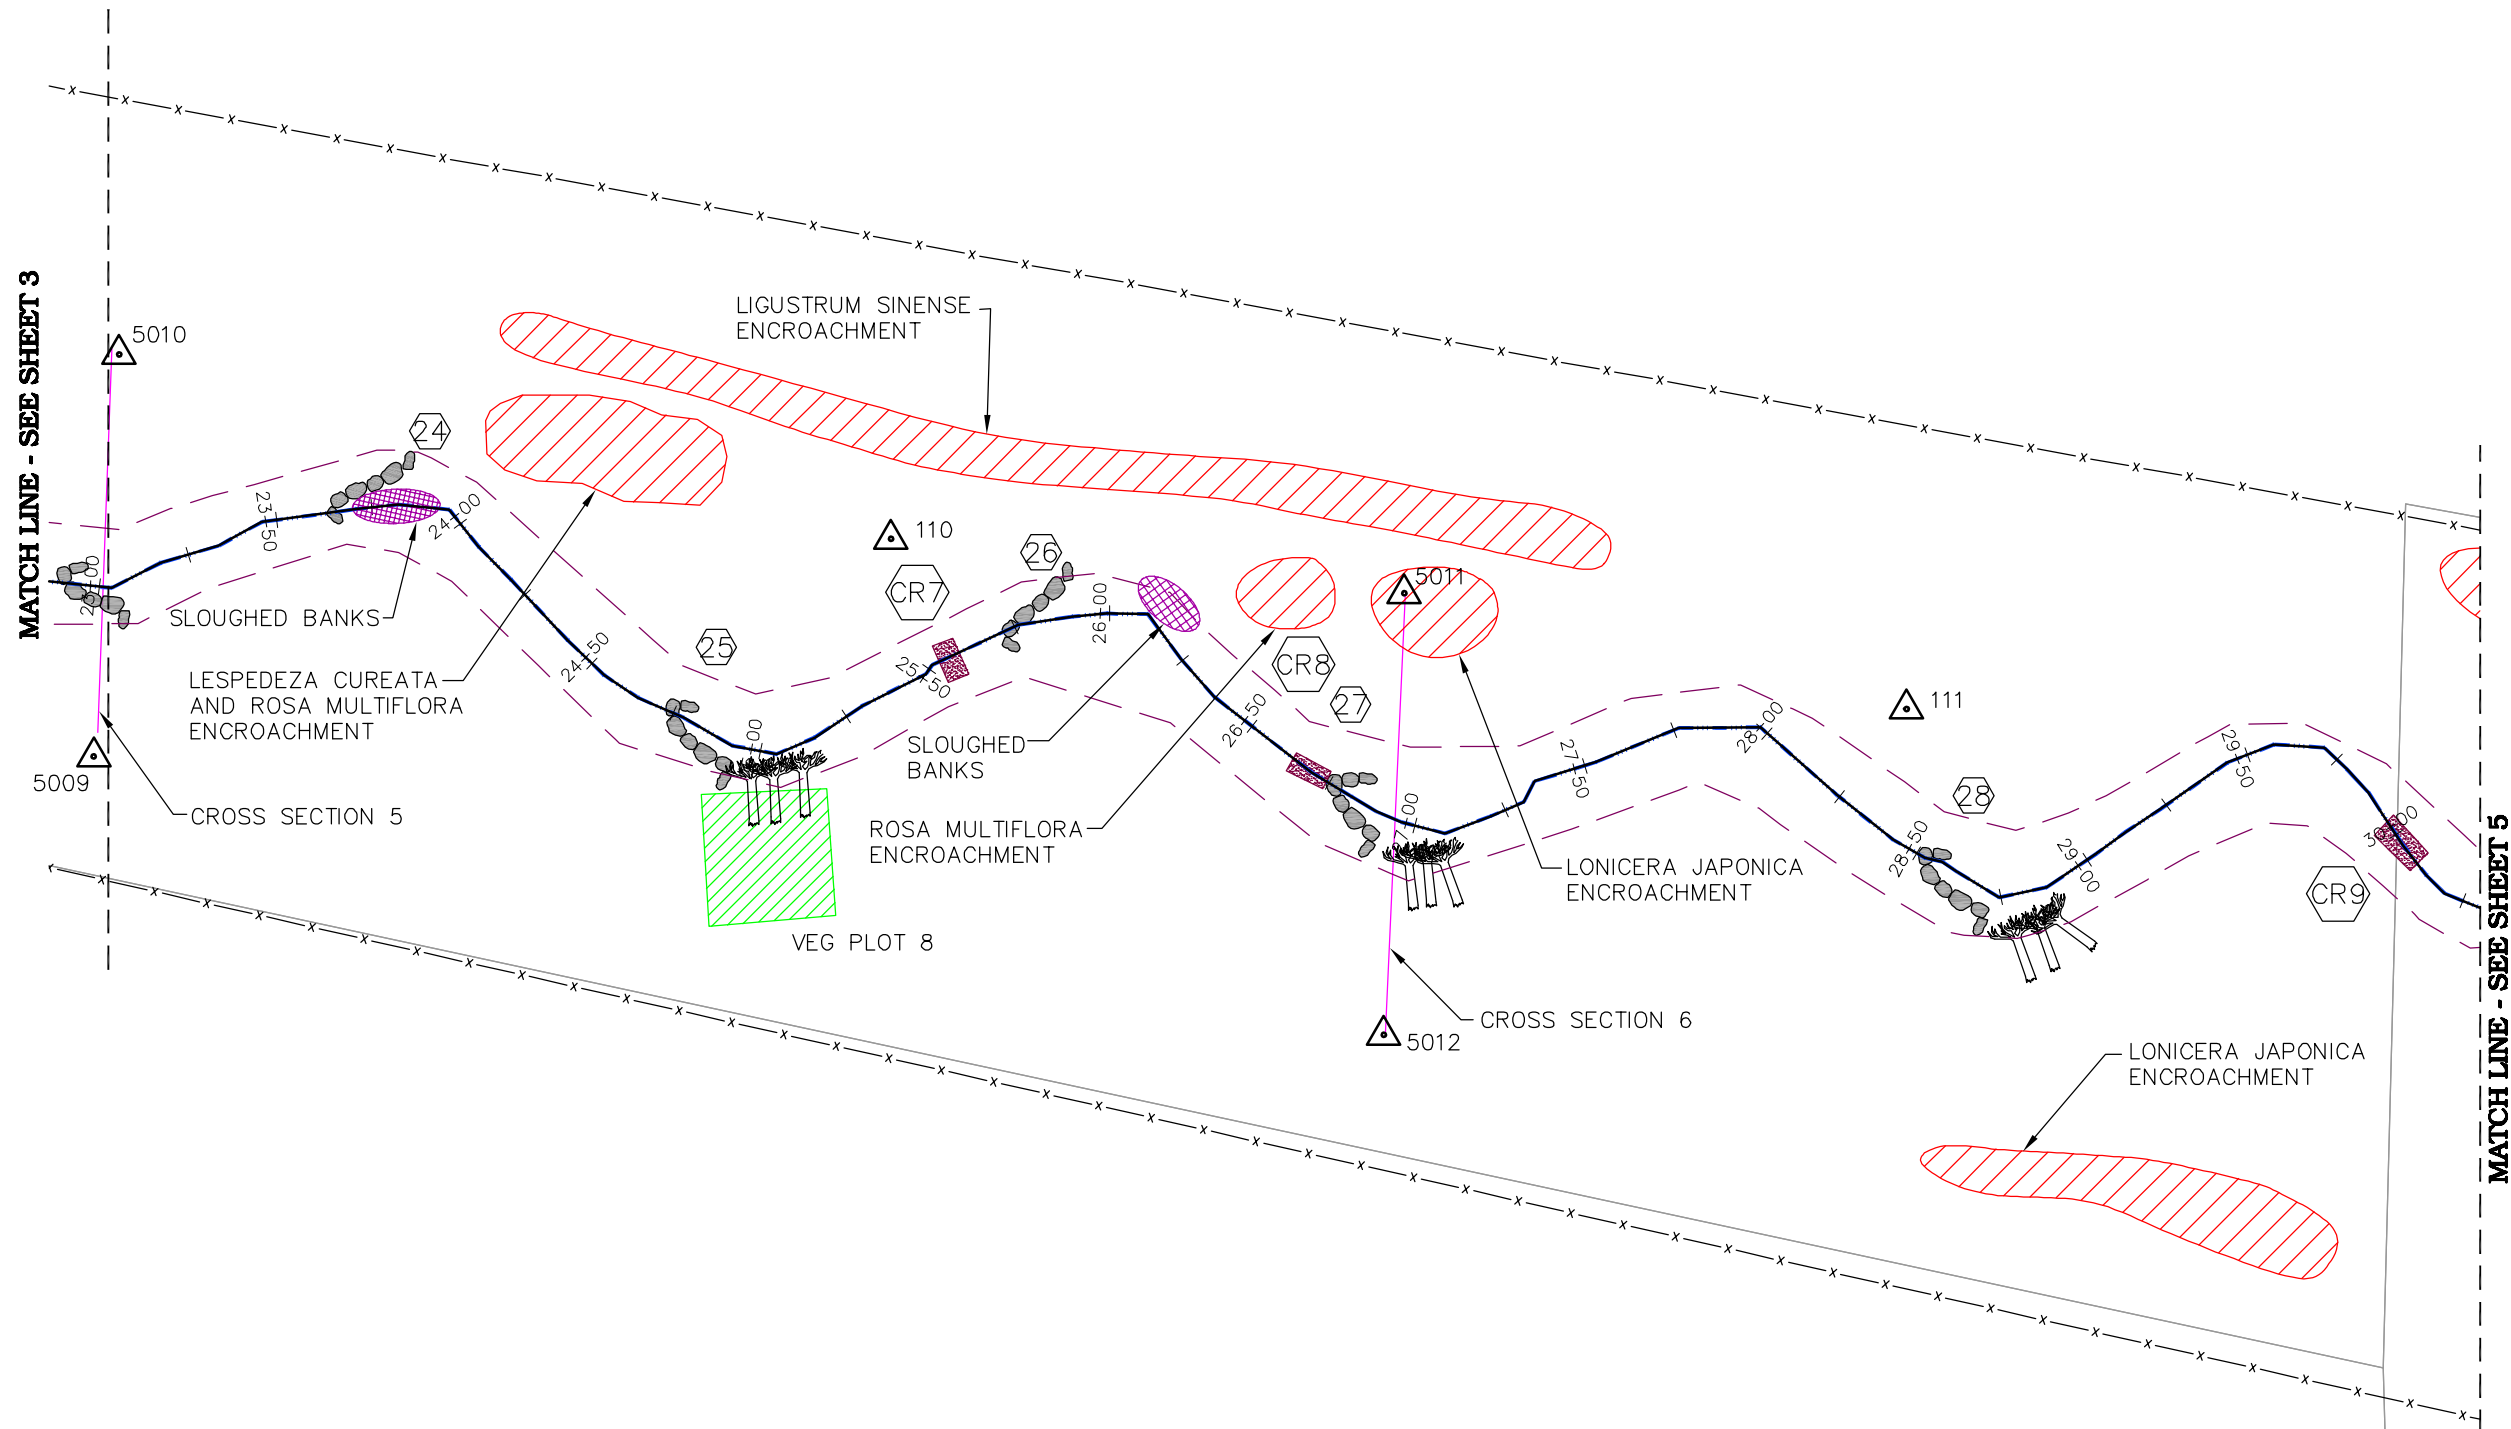 MATCH LINE - SEE SHEET 3
5010
LIGUSTRUM SINENSE
ENCROACHMENT
24
23+50
24+00
110
26
CR7
5011
SLOUGHED BANKS
25
24+50
25+50
26+00
CR8
27
26+50
LESPEDEZA CUREATA
AND ROSA MULTIFLORA
ENCROACHMENT
SLOUGHED
BANKS
5009
CROSS SECTION 5
ROSA MULTIFLORA
ENCROACHMENT
VEG PLOT 8
27+50
28+00
111
28
29+50
28+50
29+00
CR9
LONICERA JAPONICA
ENCROACHMENT
CROSS SECTION 6
5012
LONICERA JAPONICA
ENCROACHMENT
MATCH LINE - SEE SHEET 5